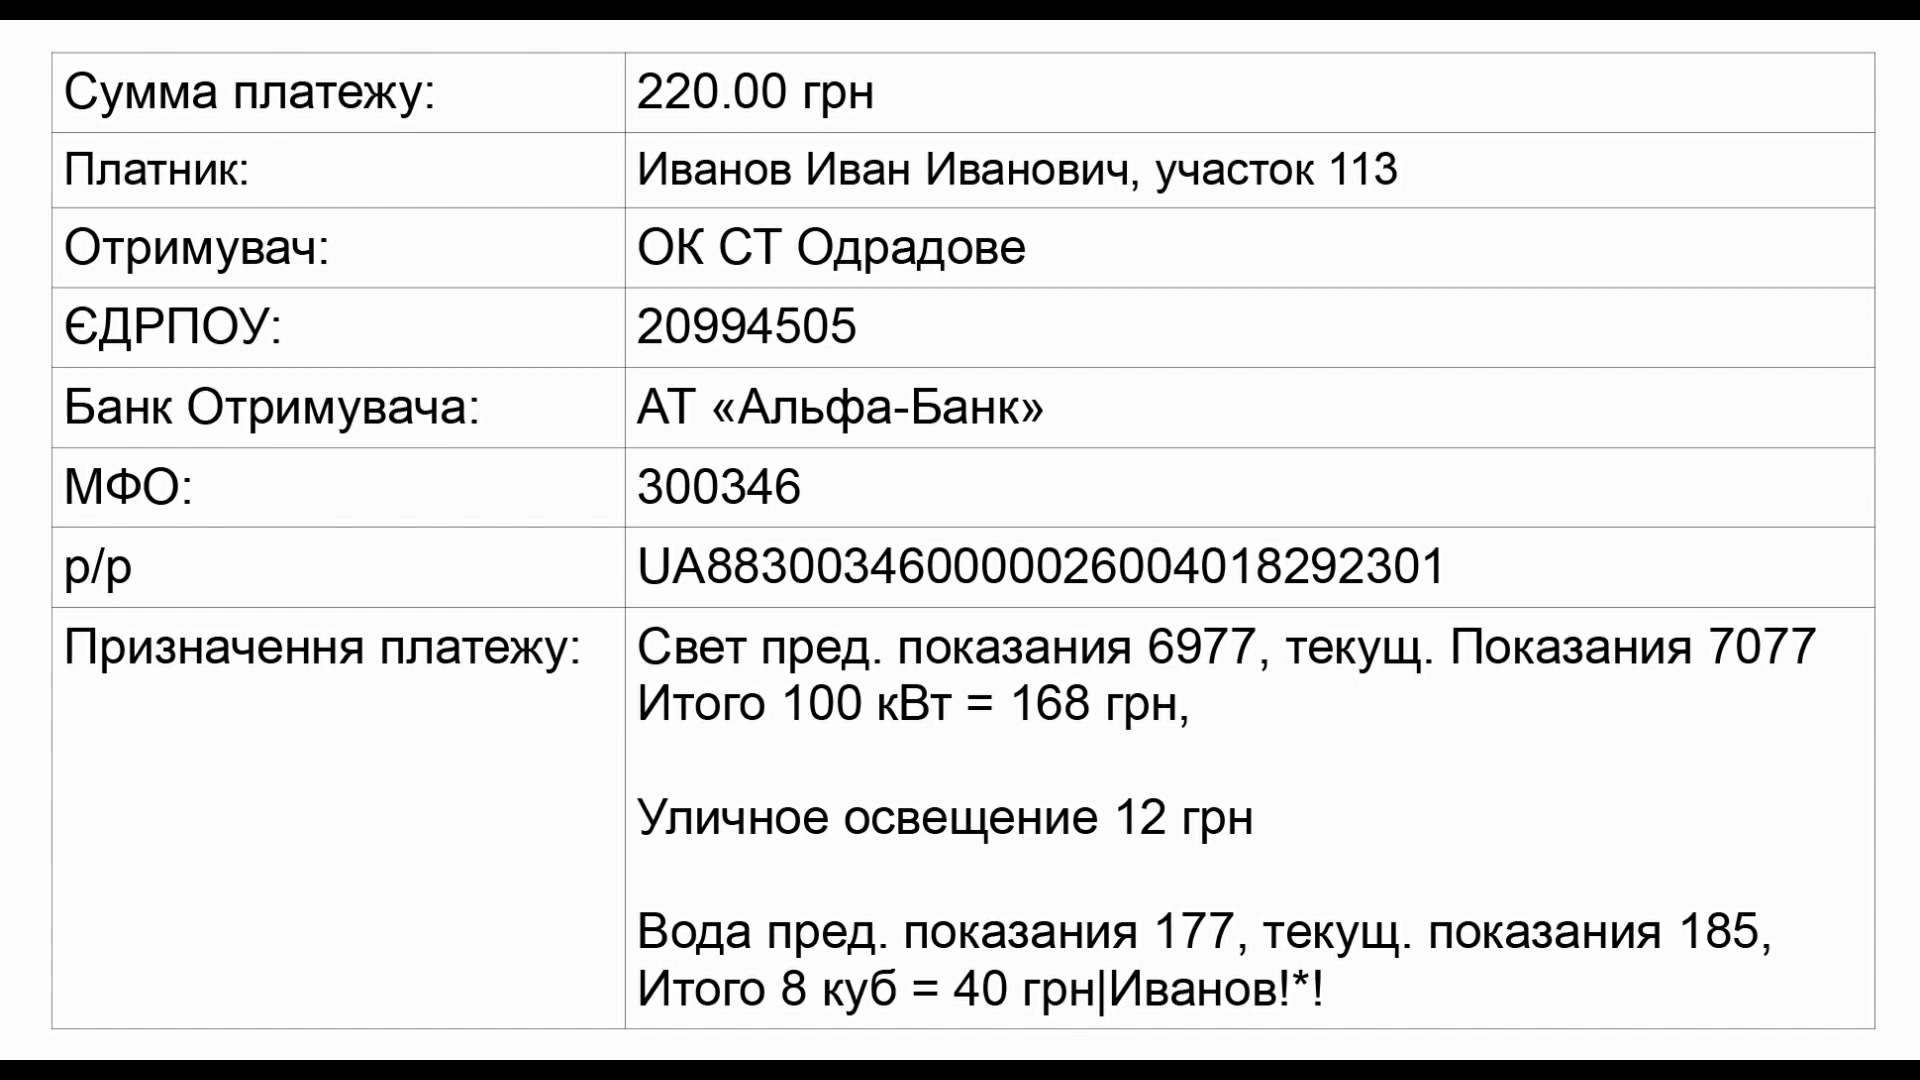 Сумма платежу: 220.00 грн
Платник: Иванов Иван Иванович, участок 113
Отримувач: ОК СТ Одрадове
ЄДРПОУ: 20994505
Банк Отримувача: АТ «Альфа-Банк»
МФО: 300346
р/р UA883003460000026004018292301
Призначення платежу: Свет пред. показания 6977, текущ. Показания 7077
Итого 100 кВт = 168 грн,
Уличное освещение 12 грн
Вода пред. показания 177, текущ. показания 185,
Итого 8 куб = 40 грн|Иванов!*!